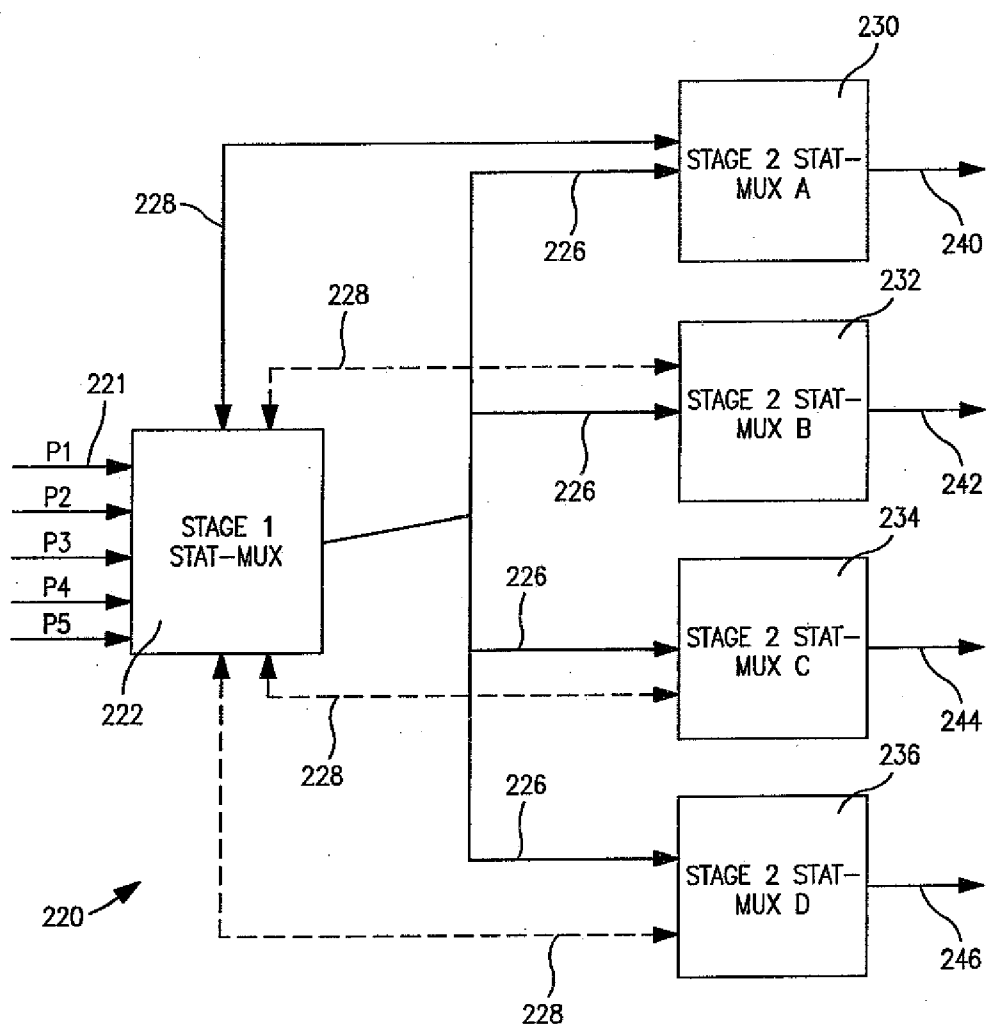 230
STAGE 2 STAT-
MUX A
228
226
240
232
228
STAGE 2 STAT-
MUX B
221
226
242
P1
P2
P3
P4
P5
STAGE 1
STAT-MUX
234
226
STAGE 2 STAT-
MUX C
222
228
244
236
226
STAGE 2 STAT-
MUX D
220
246
228